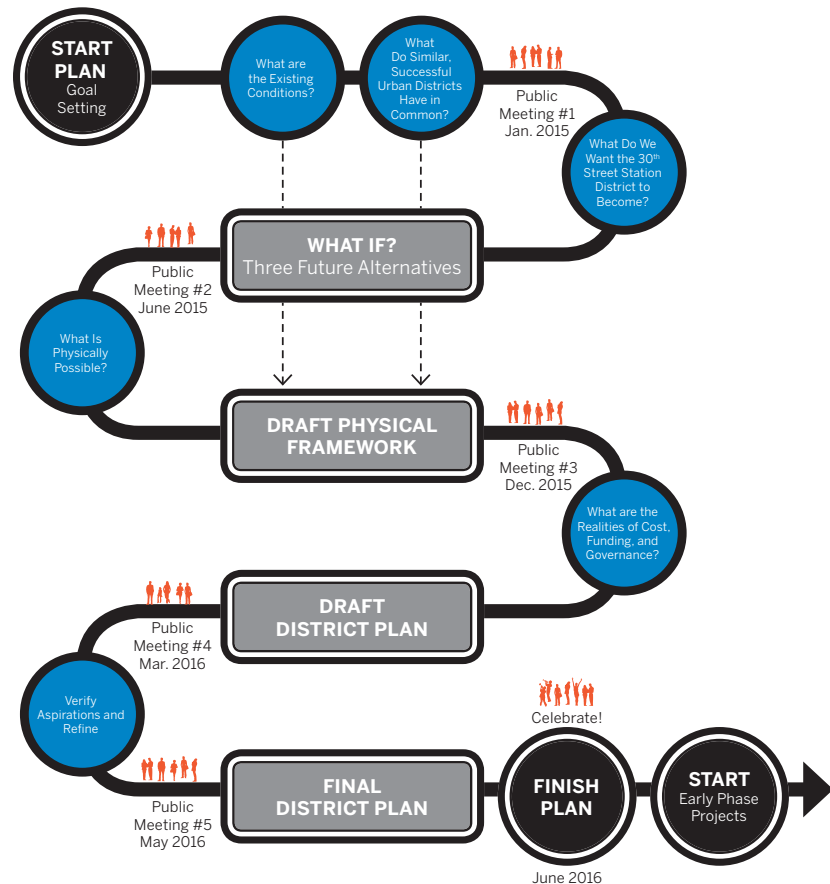 START
PLAN
Goal
Setting
What are
the Existing
Conditions?
What
Do Similar,
Successful
Urban Districts
Have in
Common?
Public
Meeting #1
Jan. 2015
What Do We
Want the 30th
Street Station
District to
Become?
WHAT IF?
Three Future Alternatives
Public
Meeting #2
June 2015
What Is
Physically
Possible?
DRAFT PHYSICAL
FRAMEWORK
Public
Meeting #3
Dec. 2015
What are the
Realities of Cost,
Funding, and
Governance?
DRAFT
DISTRICT PLAN
Public
Meeting #4
Mar. 2016
Verify
Aspirations and
Refine
Public
Meeting #5
May 2016
FINAL
DISTRICT PLAN
Celebrate!
FINISH
PLAN
June 2016
START
Early Phase
Projects